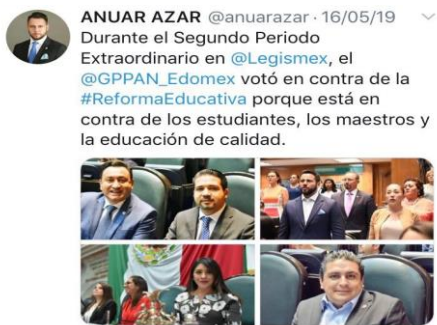 ANUAR AZAR @anuarazar · 16/05/19
Durante el Segundo Periodo
Extraordinario en @Legismex, el
@GPPAN_Edomex votó en contra de la
#ReformaEducativa porque está en
contra de los estudiantes, los maestros y
la educación de calidad.